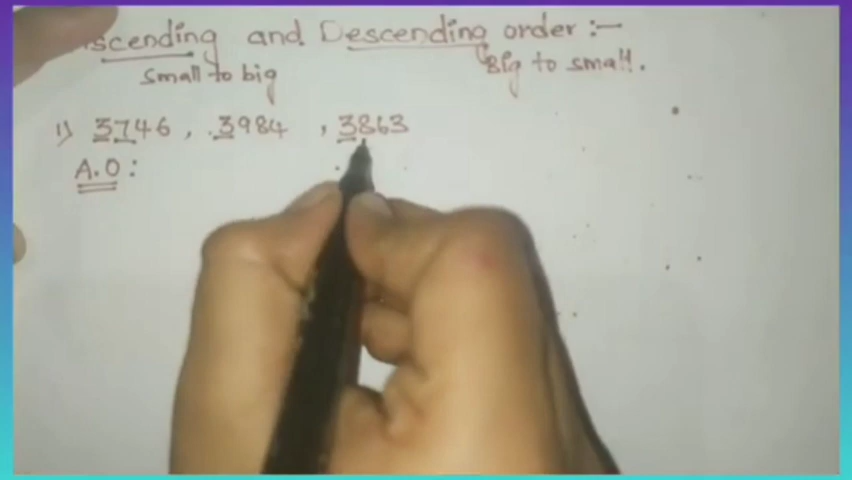 scending and Descending order :-
Small to big
Big to small.
1) 3746 , 3984 , 3863
A.O :